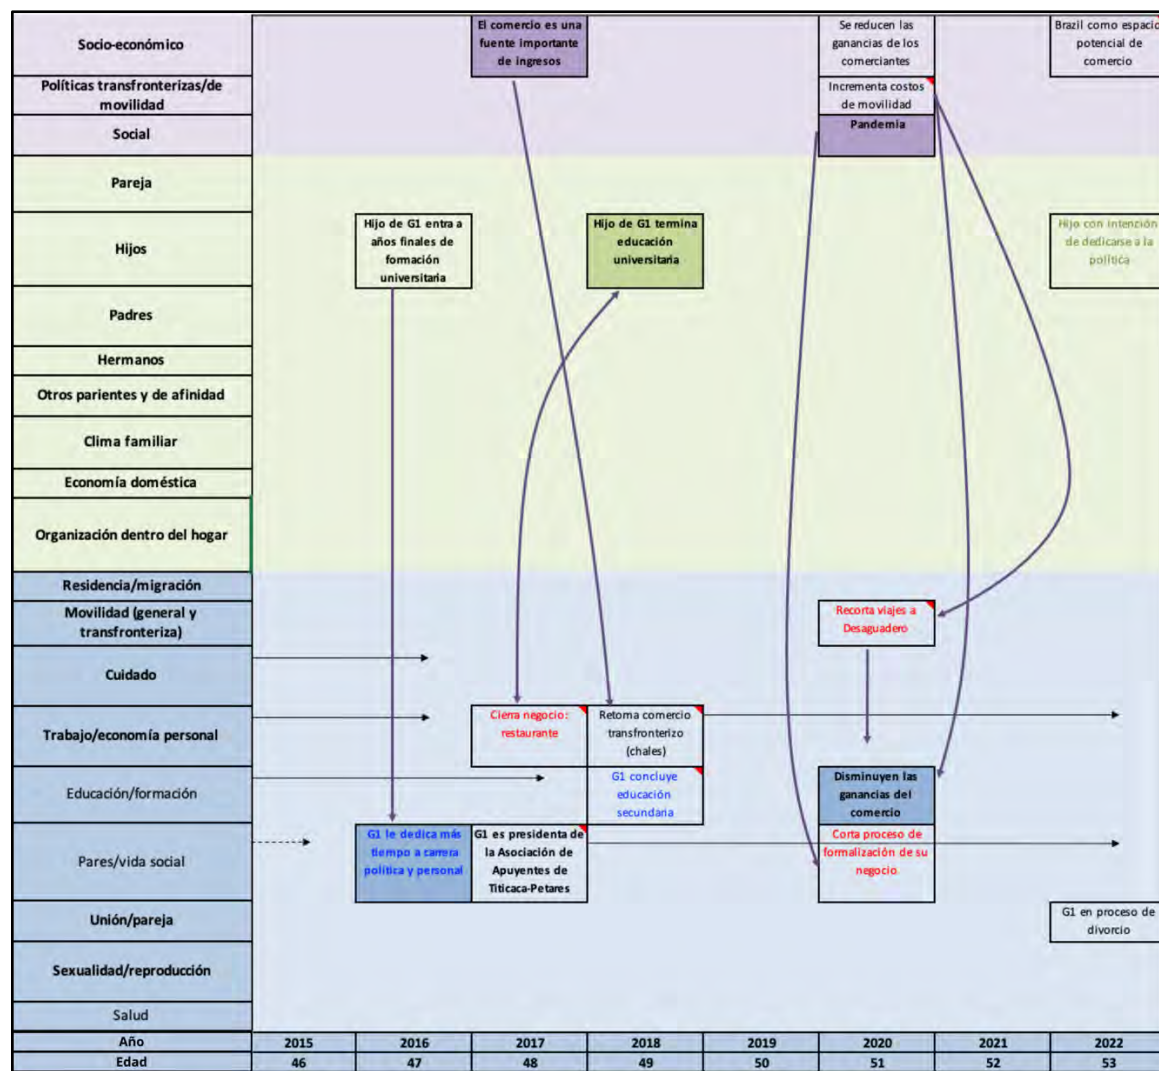 Socio-económico
El comercio es una
fuente importante
de ingresos
Se reducen las
ganancias de los
comerciantes
Brazil como espacio
potencial de
comercio
Políticas transfronterizas/de
movilidad
Incrementa costos
de movilidad
Social
Pandemia
Pareja
Hijos
Hijo de G1 entra a
años finales de
formación
universitaria
Hijo de G1 termina
educación
universitaria
Hijo con intención
de dedicarse a la
política
Padres
Hermanos
Otros parientes y de afinidad
Clima familiar
Economía doméstica
Organización dentro del hogar
Residencia/migración
Movilidad (general y
transfronteriza)
Recorta viajes a
Desaguadero
Cuidado
Trabajo/economía personal
Cierra negocio:
restaurante
Retoma comercio
transfronterizo
(chales)
Educación/formación
G1 concluye
educación
secundaria
Disminuyen las
ganancias del
comercio
Pares/vida social
G1 le dedica más
tiempo a carrera
política y personal
G1 es presidenta de
la Asociación de
Apuyentes de
Titicaca-Petares
Corta proceso de
formalización de su
negocio
Unión/pareja
G1 en proceso de
divorcio
Sexualidad/reproducción
Salud
Año 2015 2016 2017 2018 2019 2020 2021 2022
Edad 46 47 48 49 50 51 52 53